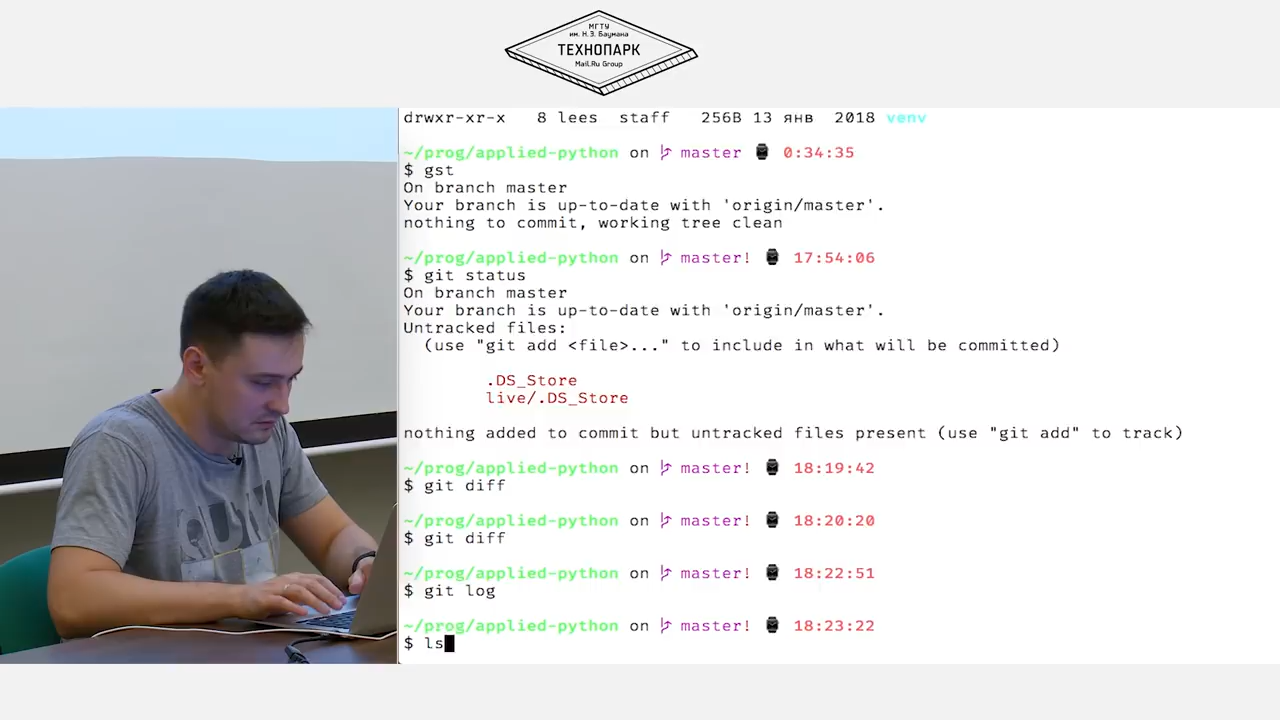 МГТУ
им. Н.Э. Баумана
ТЕХНОПАРК
Mail.Ru Group
drwxr-xr-x 8 lees staff 256B 13 янв 2018 venv
~/prog/applied-python on master 0:34:35
$ gst
On branch master
Your branch is up-to-date with 'origin/master'.
nothing to commit, working tree clean
~/prog/applied-python on master! 17:54:06
$ git status
On branch master
Your branch is up-to-date with 'origin/master'.
Untracked files:
(use "git add <file>..." to include in what will be committed)
.DS_Store
live/.DS_Store
nothing added to commit but untracked files present (use "git add" to track)
~/prog/applied-python on master! 18:19:42
$ git diff
~/prog/applied-python on master! 18:20:20
$ git diff
~/prog/applied-python on master! 18:22:51
$ git log
~/prog/applied-python on master! 18:23:22
$ ls